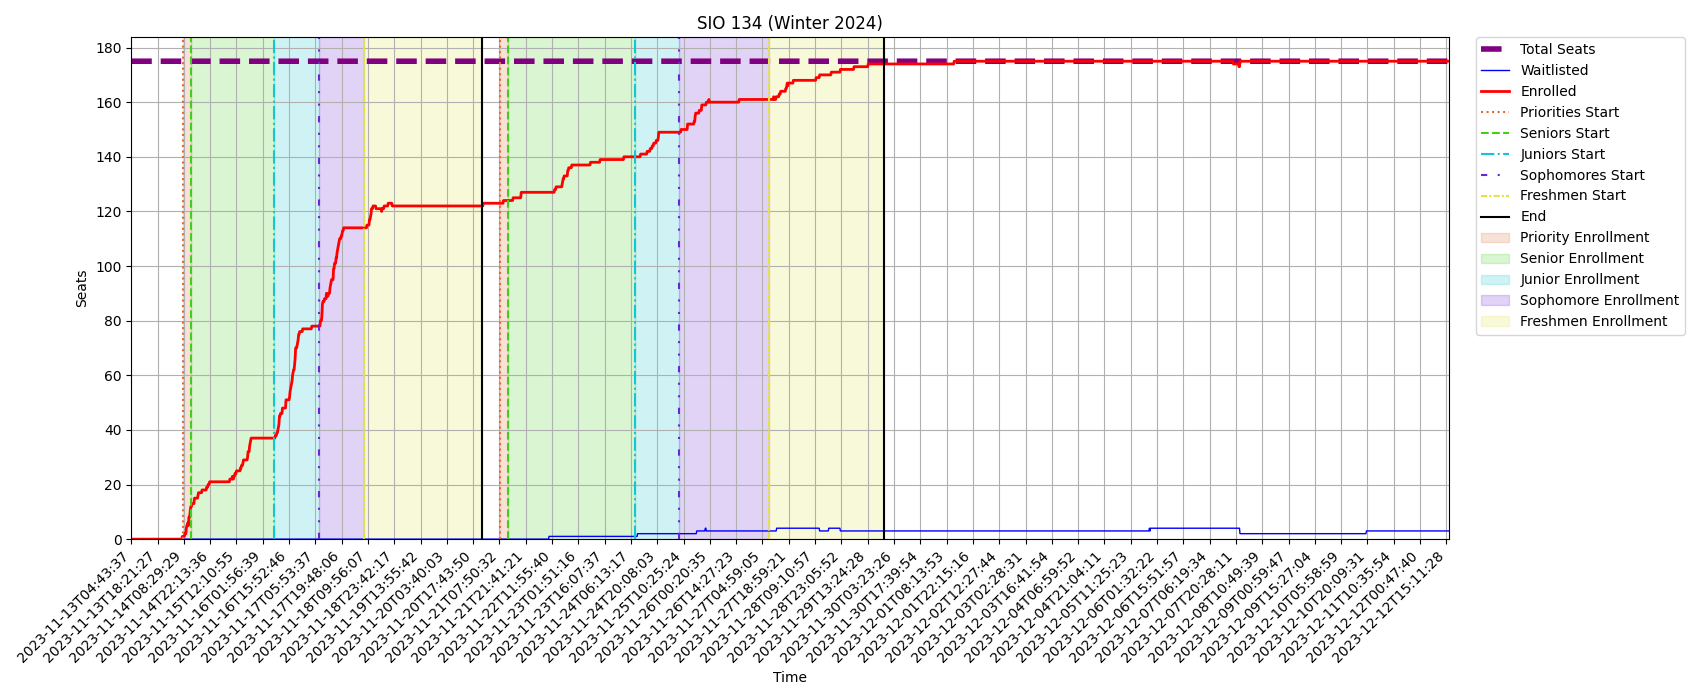 SIO 134 (Winter 2024)
Seats
180
160
140
120
100
80
60
40
20
0
2023-11-13T04:43:37
2023-11-13T18:21:27
2023-11-14T08:29:29
2023-11-14T22:13:36
2023-11-15T12:10:55
2023-11-16T01:56:39
2023-11-16T15:52:46
2023-11-17T05:53:37
2023-11-17T19:48:06
2023-11-18T09:56:07
2023-11-18T23:42:17
2023-11-19T13:55:42
2023-11-20T03:40:03
2023-11-20T17:43:50
2023-11-21T07:50:32
2023-11-21T21:41:21
2023-11-22T11:55:40
2023-11-23T01:51:16
2023-11-23T16:07:37
2023-11-24T06:13:17
2023-11-24T20:08:03
2023-11-25T10:25:24
2023-11-26T00:20:35
2023-11-26T14:27:23
2023-11-27T04:59:05
2023-11-27T18:59:21
2023-11-28T09:10:57
2023-11-28T23:05:52
2023-11-29T13:24:28
2023-11-30T03:23:26
2023-11-30T17:39:54
2023-12-01T08:13:53
2023-12-01T22:15:16
2023-12-02T12:27:44
2023-12-03T02:28:31
2023-12-03T16:41:54
2023-12-04T06:59:52
2023-12-04T21:04:11
2023-12-05T11:25:23
2023-12-06T01:32:22
2023-12-06T15:51:57
2023-12-07T06:19:34
2023-12-07T20:28:11
2023-12-08T10:49:39
2023-12-09T00:59:47
2023-12-09T15:27:04
2023-12-10T05:58:59
2023-12-10T20:09:31
2023-12-11T10:35:54
2023-12-12T00:47:40
2023-12-12T15:11:28
Time
Total Seats
Waitlisted
Enrolled
Priorities Start
Seniors Start
Juniors Start
Sophomores Start
Freshmen Start
End
Priority Enrollment
Senior Enrollment
Junior Enrollment
Sophomore Enrollment
Freshmen Enrollment